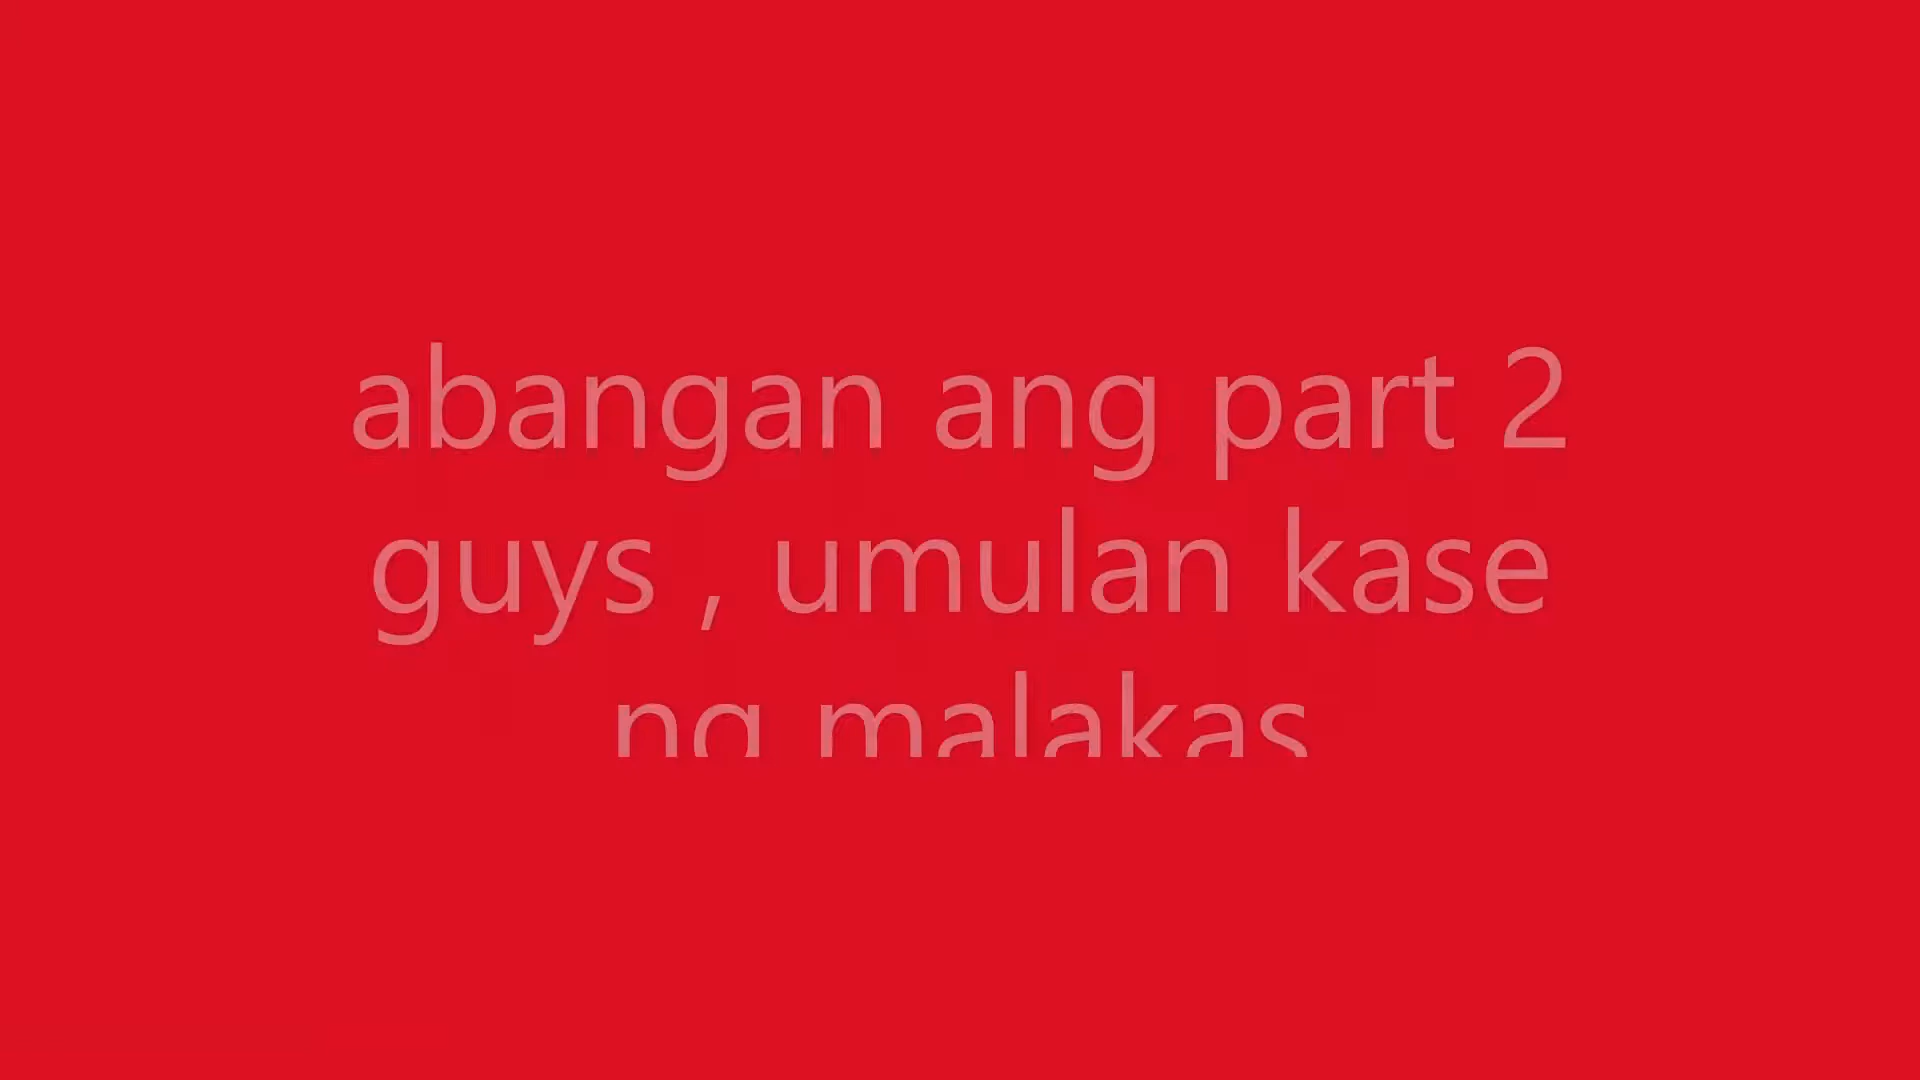 abangan ang part 2
guys , umulan kase
ng malakas